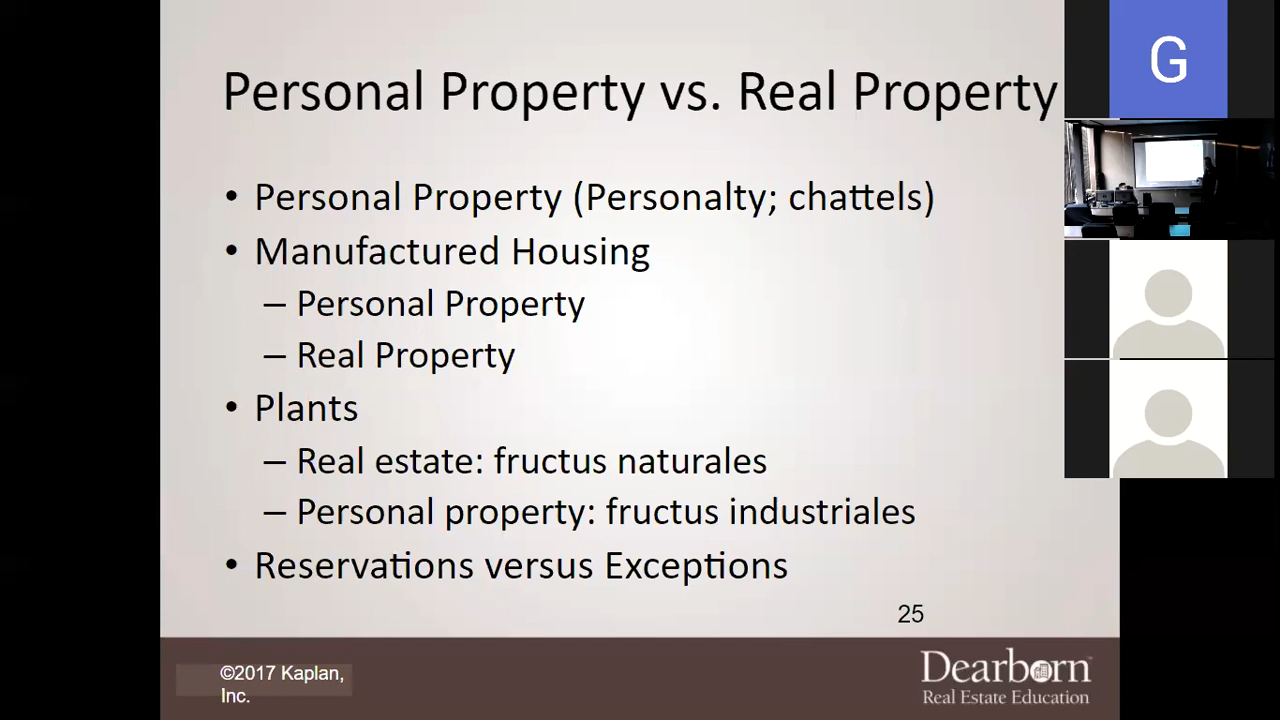 Personal Property vs. Real Property
G
• Personal Property (Personalty; chattels)
• Manufactured Housing
– Personal Property
– Real Property
• Plants
– Real estate: fructus naturales
– Personal property: fructus industriales
• Reservations versus Exceptions
25
©2017 Kaplan,
Inc.
Dearborn™
Real Estate Education